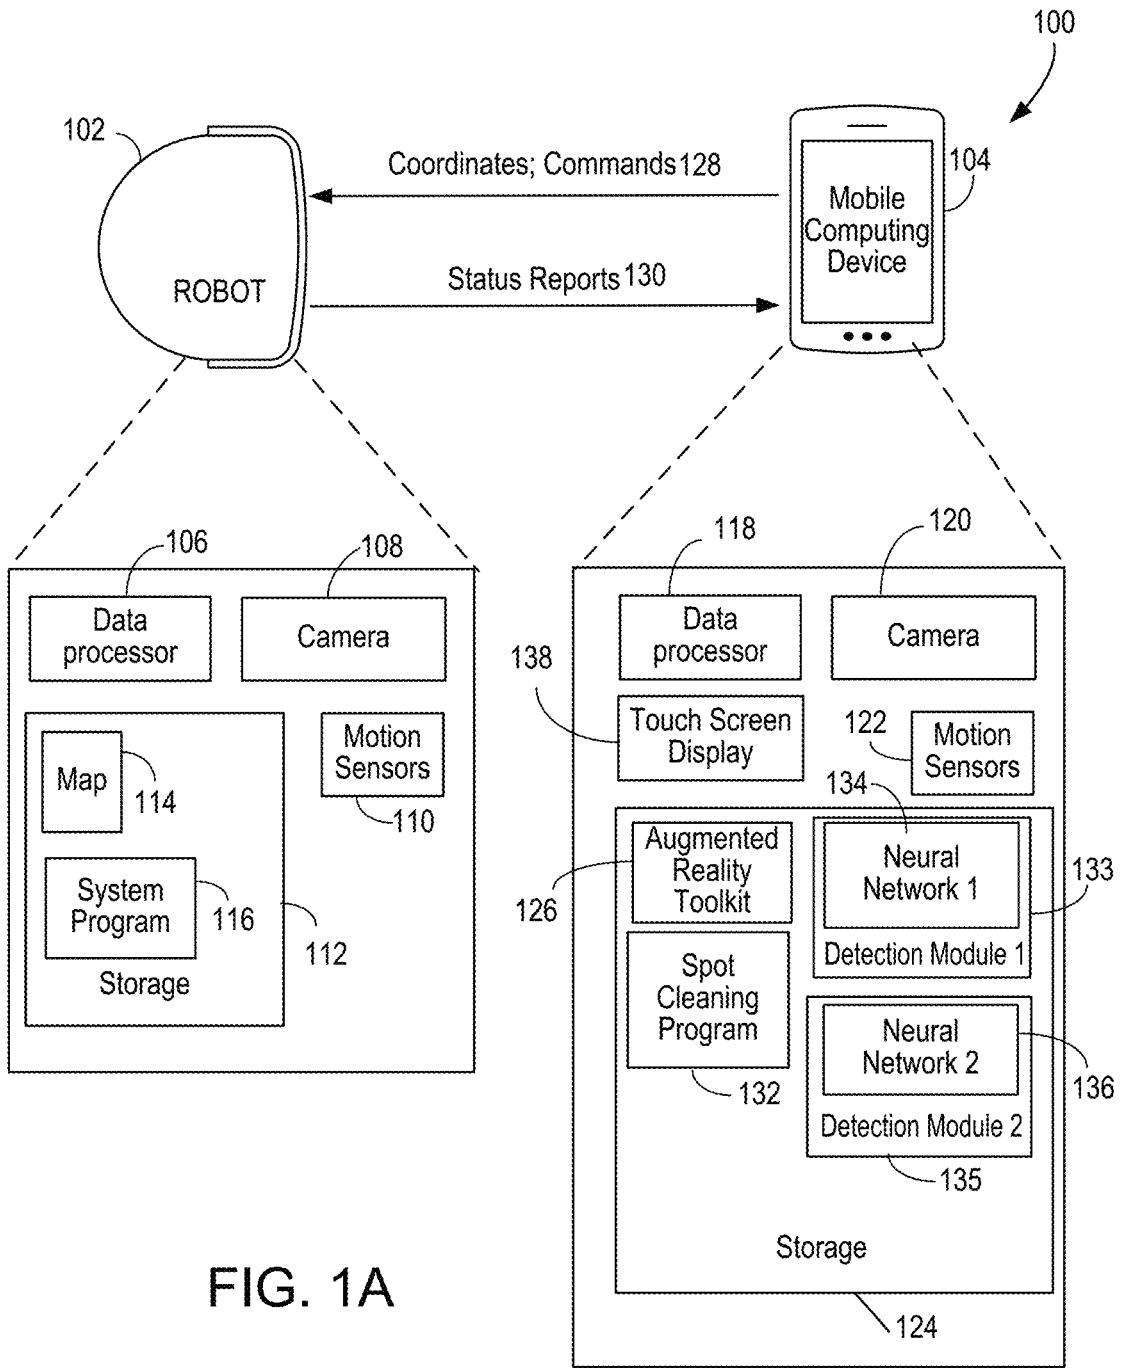 100
102
Coordinates; Commands 128
104
Mobile
Computing
Device
ROBOT
Status Reports 130
106
108
118
120
Data
processor
Camera
Data
processor
Camera
138
Map
114
Motion
Sensors
110
Touch Screen
Display
122
Motion
Sensors
134
System
Program
116
112
Storage
Augmented
Reality
Toolkit
126
Neural
Network 1
133
Detection Module 1
Spot
Cleaning
Program
132
Neural
Network 2
136
Detection Module 2
135
Storage
124
FIG. 1A